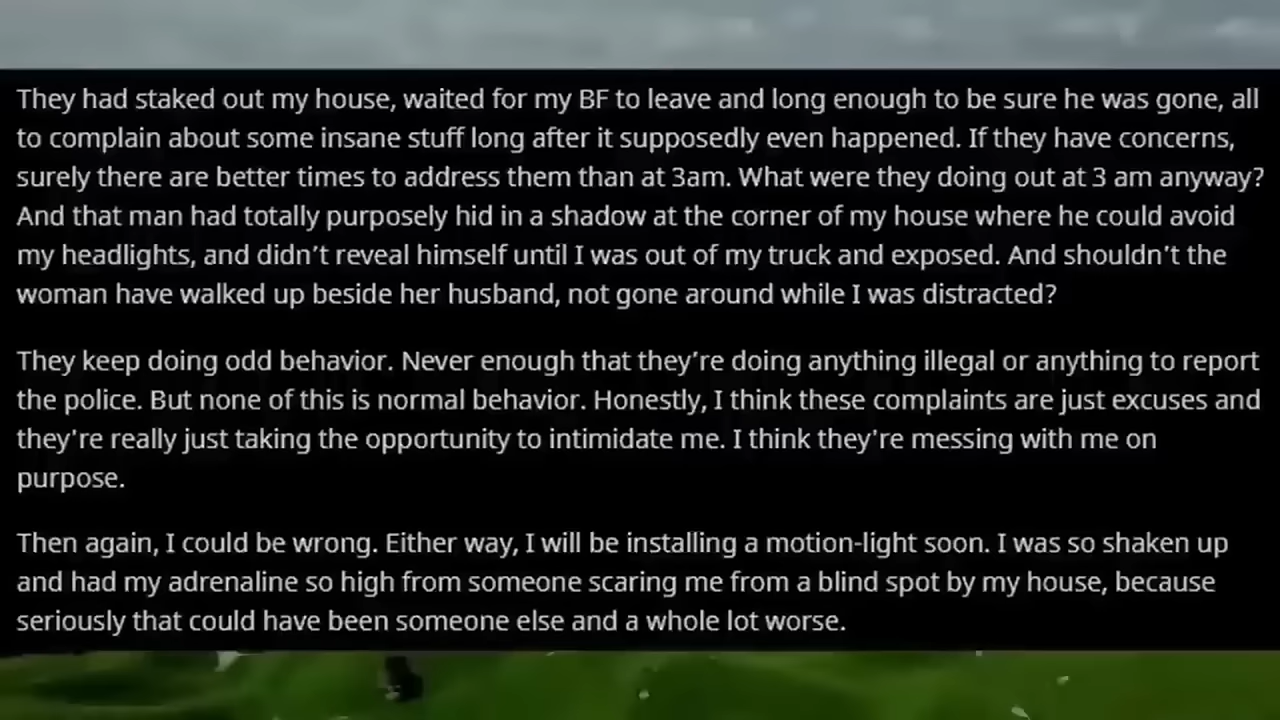 They had staked out my house, waited for my BF to leave and long enough to be sure he was gone, all
to complain about some insane stuff long after it supposedly even happened. If they have concerns,
surely there are better times to address them than at 3am. What were they doing out at 3 am anyway?
And that man had totally purposely hid in a shadow at the corner of my house where he could avoid
my headlights, and didn’t reveal himself until I was out of my truck and exposed. And shouldn’t the
woman have walked up beside her husband, not gone around while I was distracted?
They keep doing odd behavior. Never enough that they’re doing anything illegal or anything to report
the police. But none of this is normal behavior. Honestly, I think these complaints are just excuses and
they're really just taking the opportunity to intimidate me. I think they're messing with me on
purpose.
Then again, I could be wrong. Either way, I will be installing a motion-light soon. I was so shaken up
and had my adrenaline so high from someone scaring me from a blind spot by my house, because
seriously that could have been someone else and a whole lot worse.